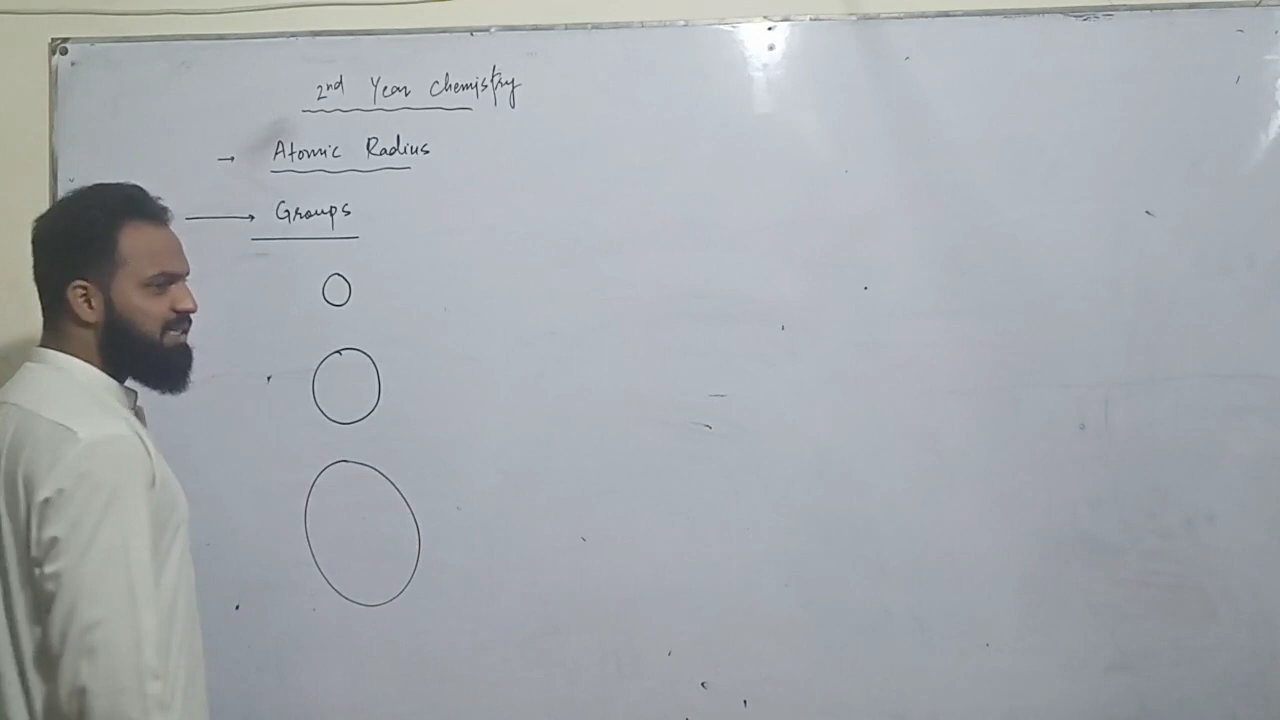 2nd Year Chemistry
→ Atomic Radius
→ Groups